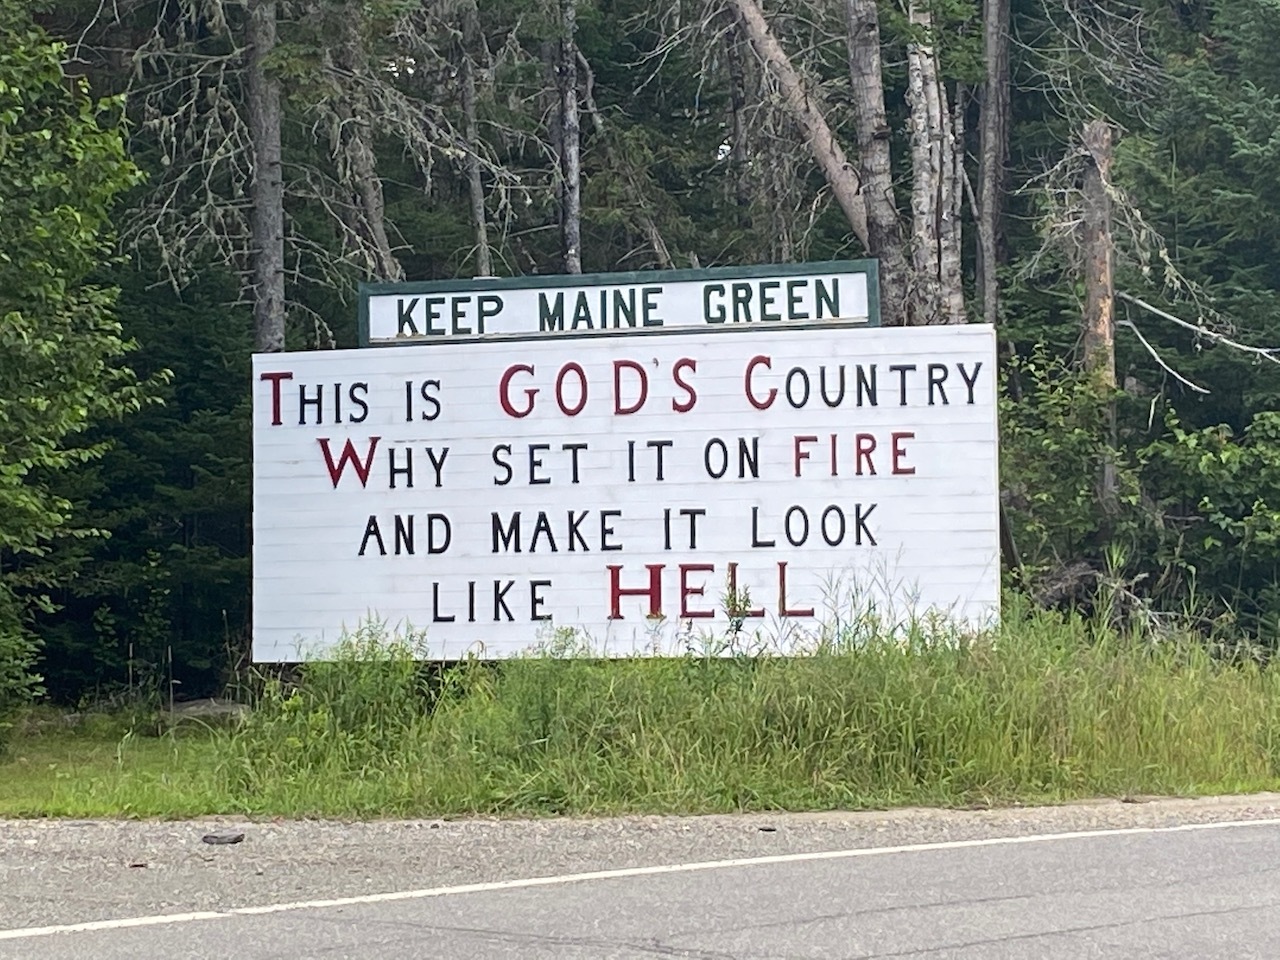 KEEP MAINE GREEN
THIS IS GOD'S COUNTRY
WHY SET IT ON FIRE
AND MAKE IT LOOK
LIKE HELL